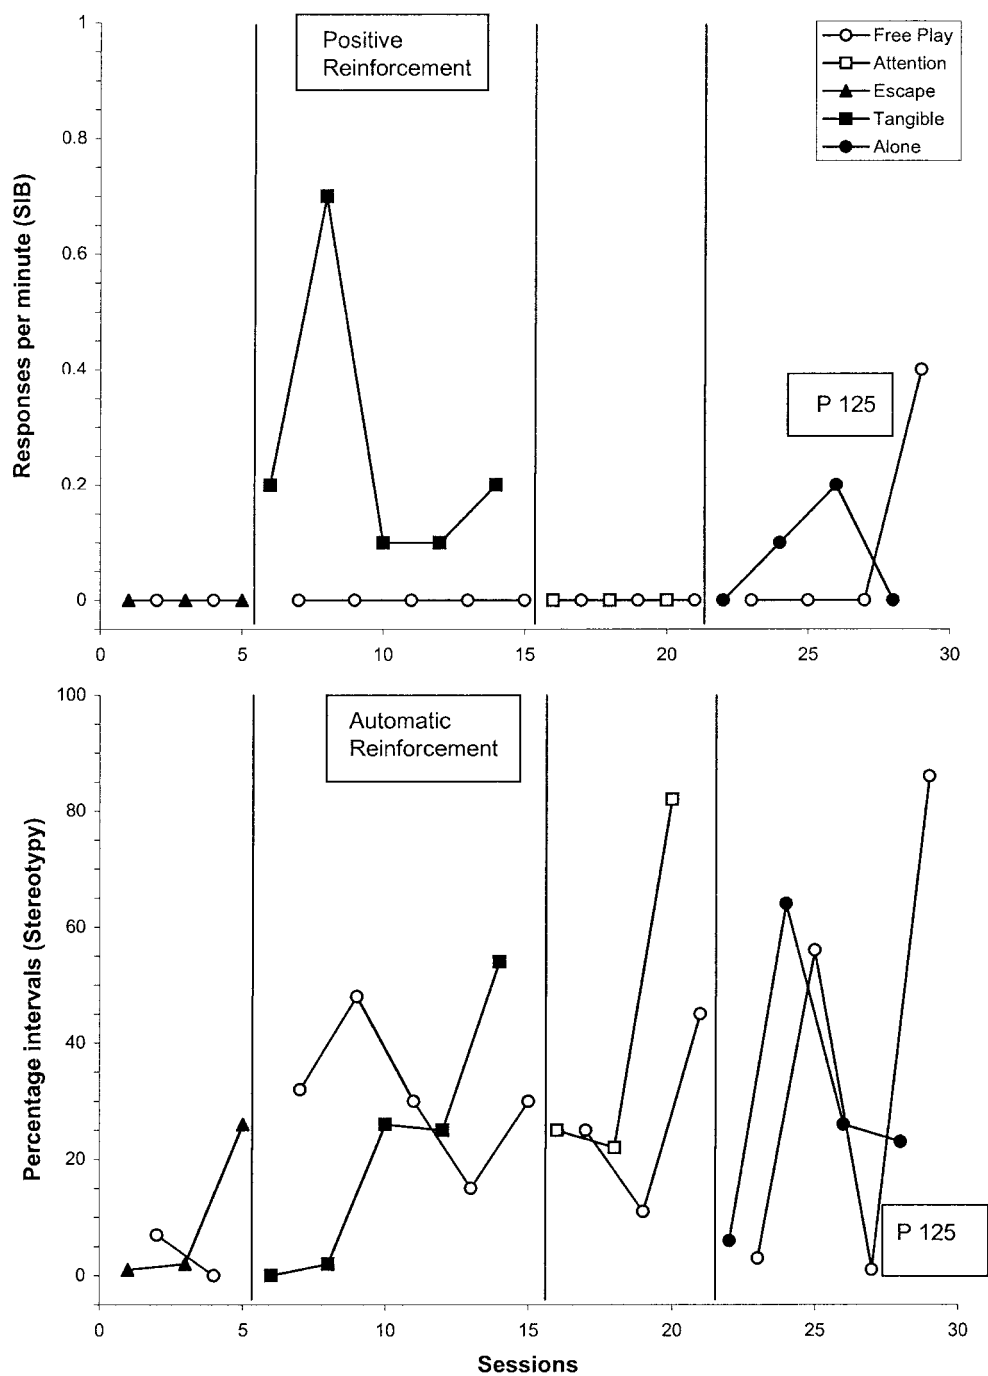 Positive
Reinforcement
Free Play
Attention
Escape
Tangible
Alone
1
0.8
0.6
0.4
0.2
0
Responses per minute (SIB)
P 125
0 5 10 15 20 25 30
Automatic
Reinforcement
100
80
60
40
20
0
Percentage intervals (Stereotypy)
P 125
0 5 10 15 20 25 30
Sessions